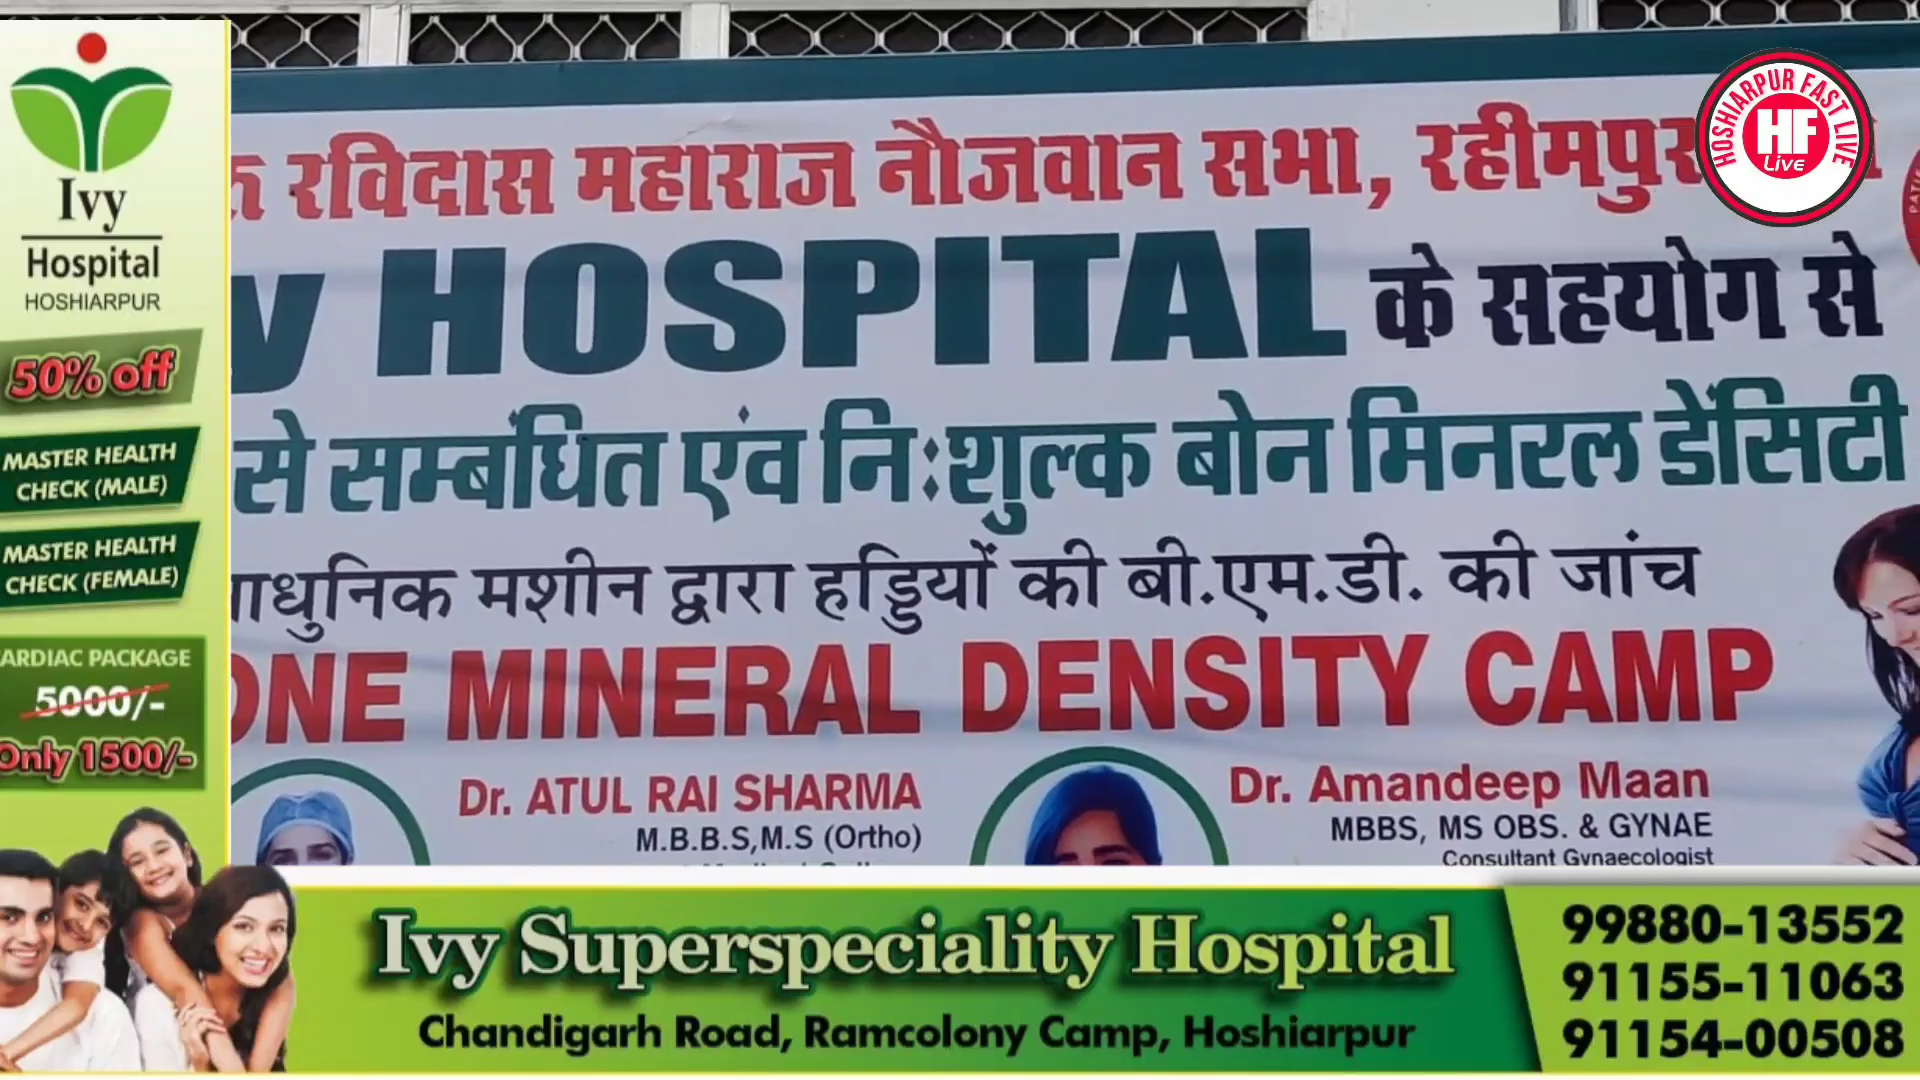 Ivy
Hospital
HOSHIARPUR
50% off
MASTER HEALTH
CHECK (MALE)
MASTER HEALTH
CHECK (FEMALE)
CARDIAC PACKAGE
5000/-
Only 1500/-
HOSHIARPUR FAST LIVE
HF
Live
रविदास महाराज नौजवान सभा, रहीमपुर
HOSPITAL के सहयोग से
से सम्बंधित एंव नि:शुल्क बोन मिनरल डेंसिटी
मशीन द्वारा हड्डियों की बी.एम.डी. की जांच
ONE MINERAL DENSITY CAMP
Dr. ATUL RAI SHARMA
M.B.B.S,M.S (Ortho)
Dr. Amandeep Maan
MBBS, MS OBS. & GYNAE
Consultant Gynaecologist
Ivy Superspeciality Hospital
Chandigarh Road, Ramcolony Camp, Hoshiarpur
99880-13552
91155-11063
91154-00508